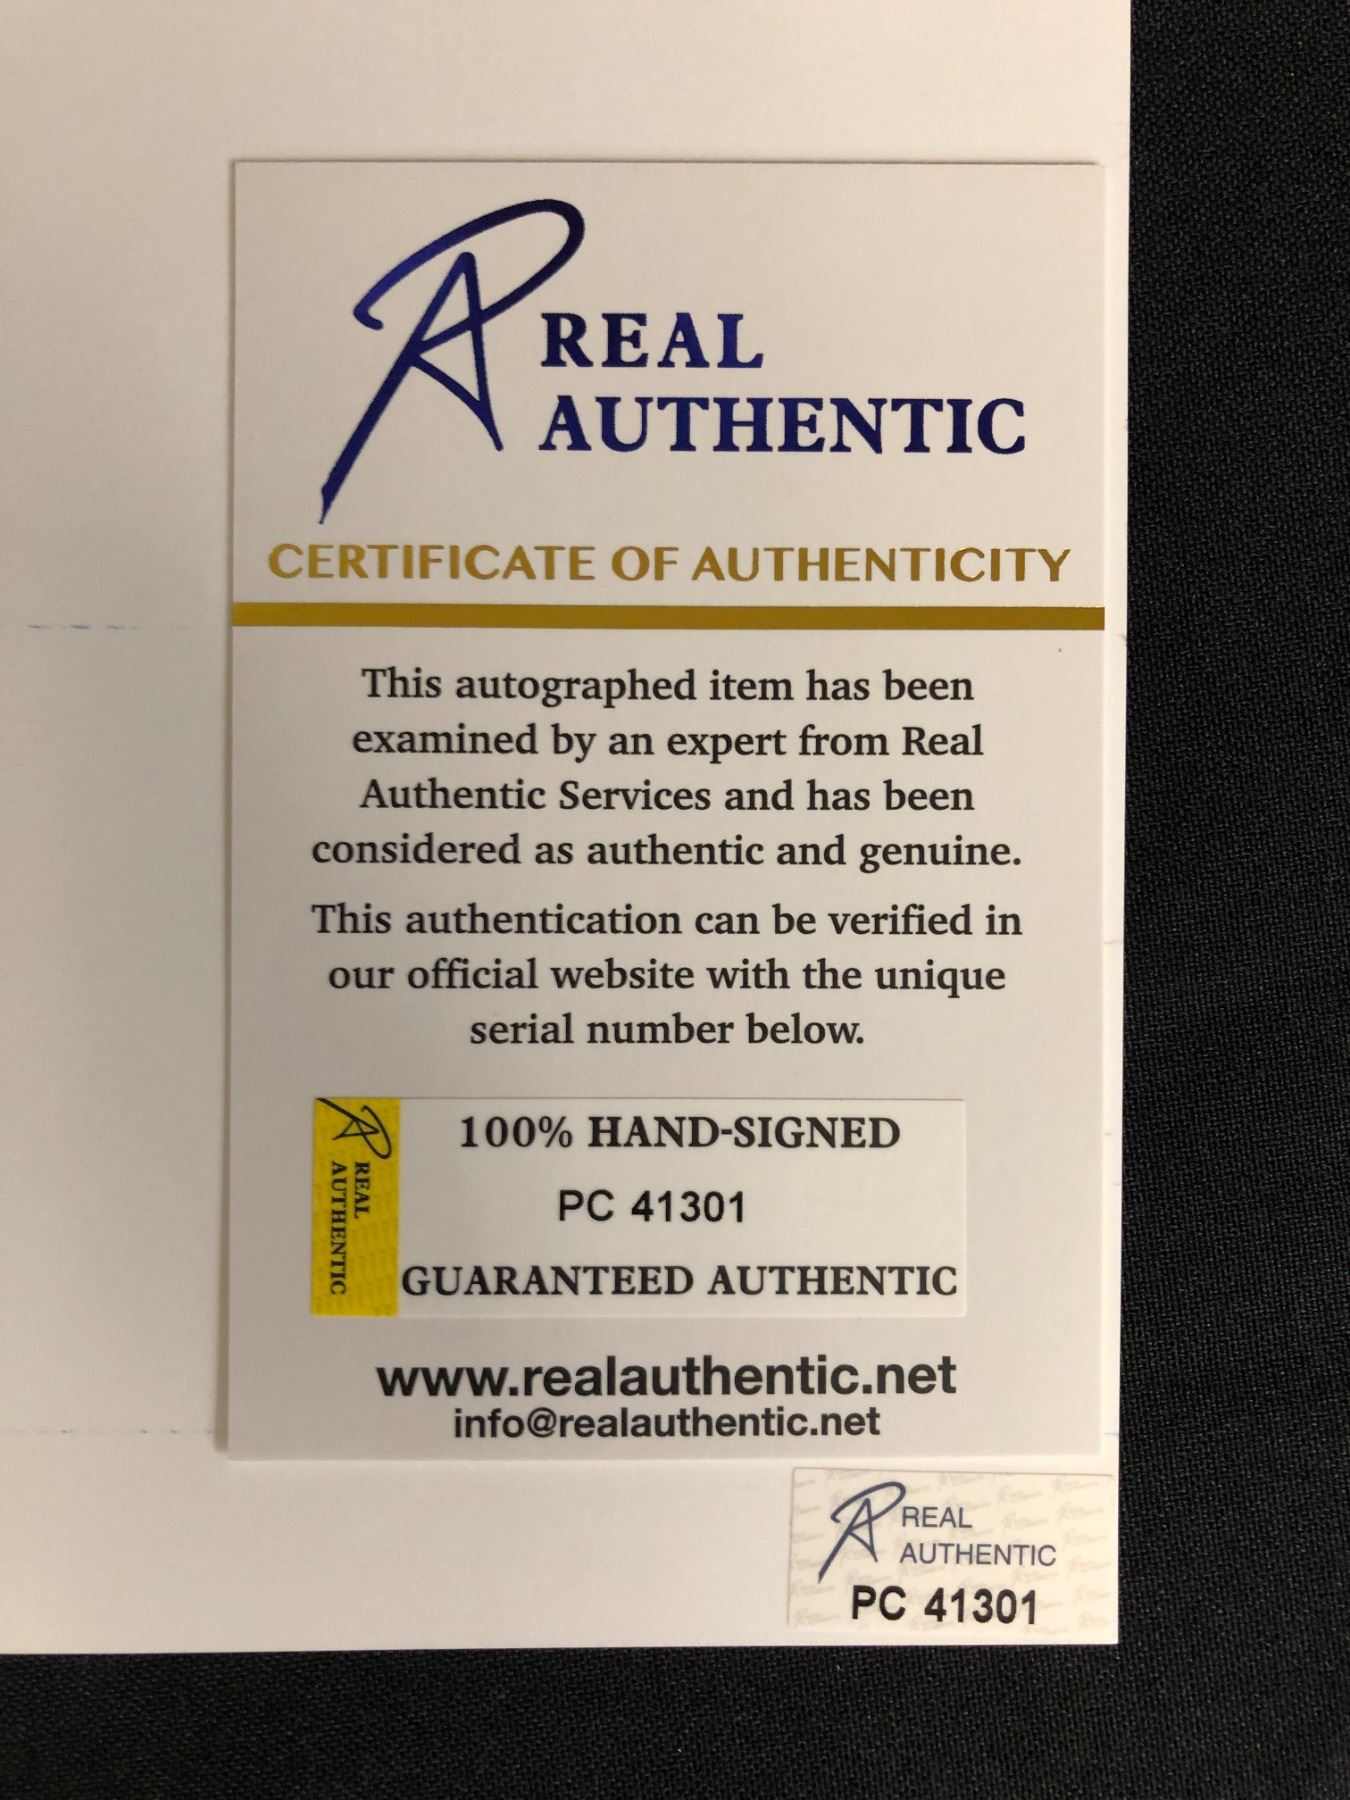 REAL
AUTHENTIC
CERTIFICATE OF AUTHENTICITY
This autographed item has been
examined by an expert from Real
Authentic Services and has been
considered as authentic and genuine.
This authentication can be verified in
our official website with the unique
serial number below.
REAL
AUTHENTIC
100% HAND-SIGNED
PC 41301
GUARANTEED AUTHENTIC
www.realauthentic.net
info@realauthentic.net
REAL
AUTHENTIC
PC 41301